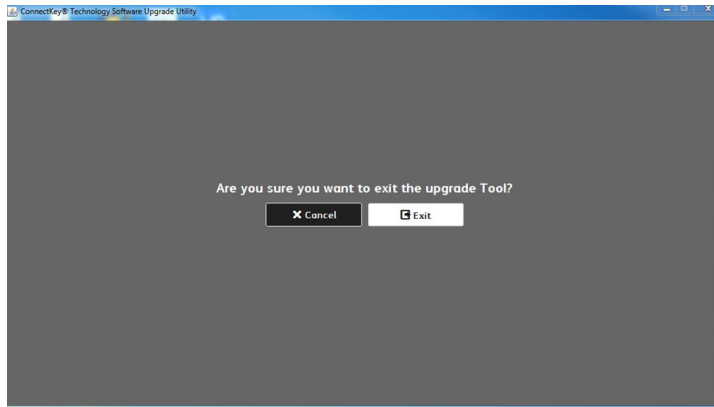 ConnectKey® Technology Software Upgrade Utility
Are you sure you want to exit the upgrade Tool?
Cancel
Exit